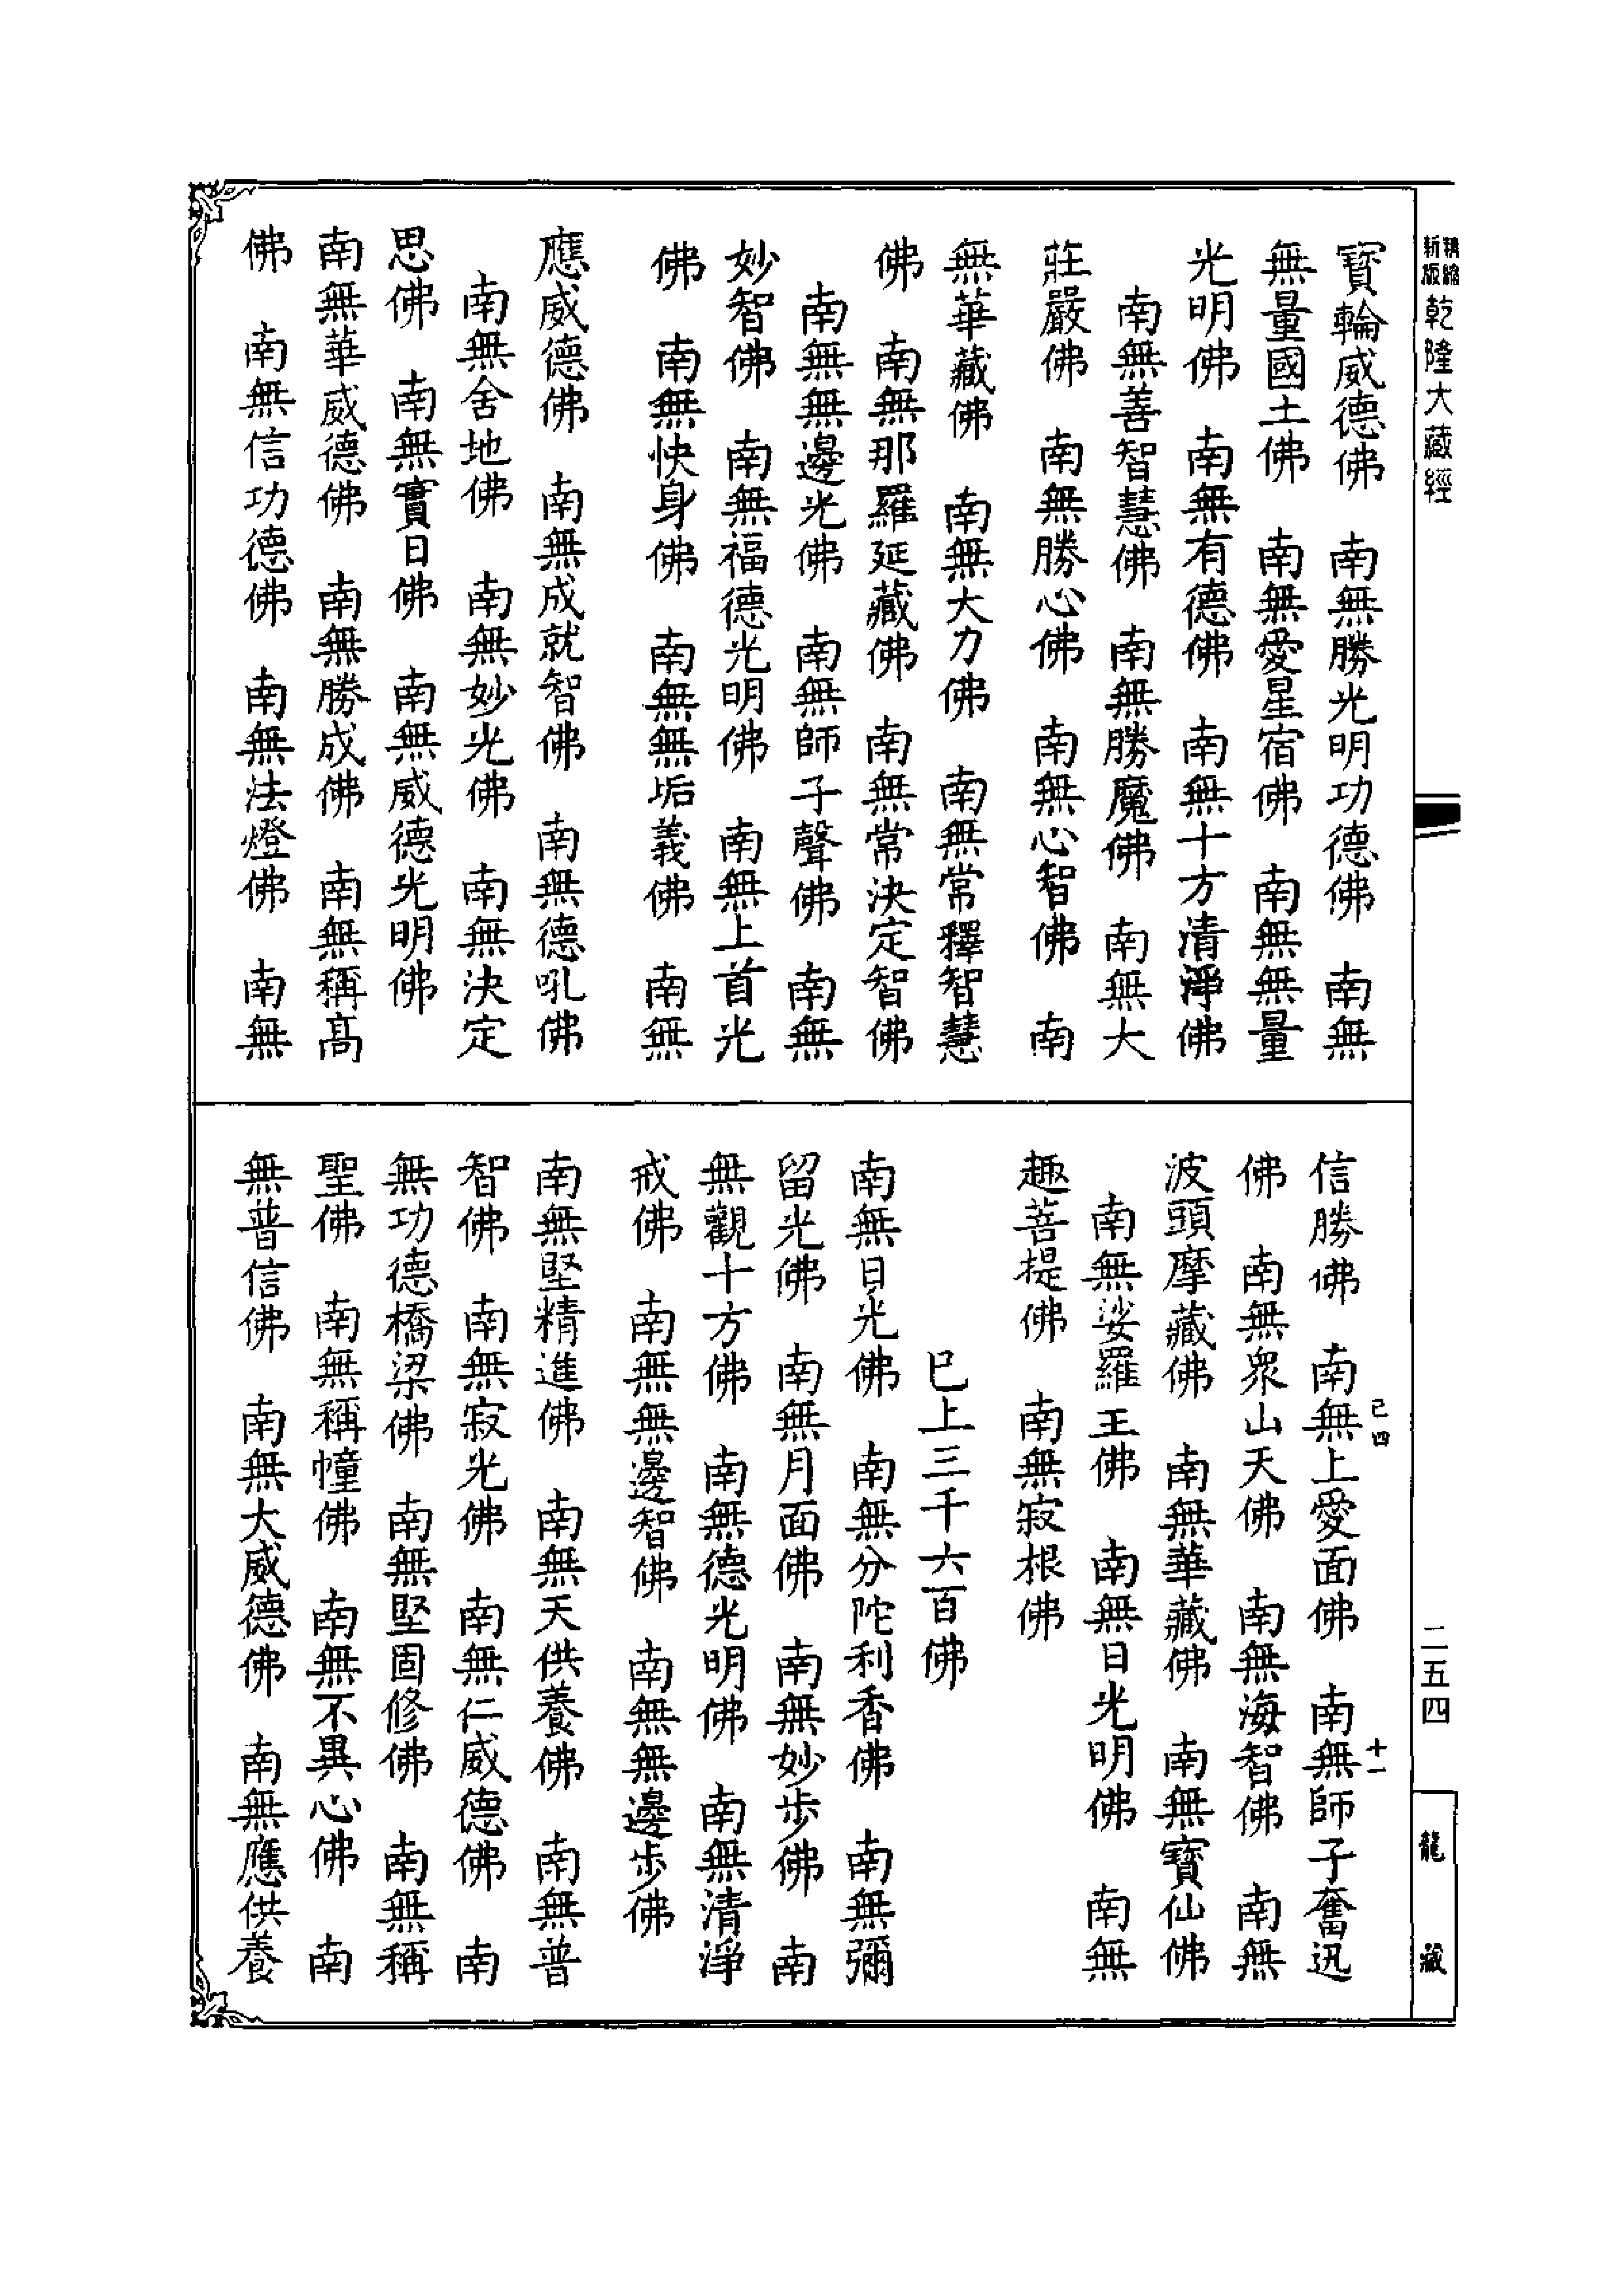 精縮新版乾隆大藏經
寶輪威德佛　南無勝光明功德佛　南無
無量國土佛　南無愛星宿佛　南無無量
光明佛　南無有德佛　南無十方清淨佛
　南無善智慧佛　南無勝魔佛　南無大
莊嚴佛　南無勝心佛　南無心智佛　南
無華藏佛　南無大力佛　南無常釋智慧
佛　南無那羅延藏佛　南無常決定智佛
　南無無邊光佛　南無師子聲佛　南無
妙智佛　南無福德光明佛　南無上首光
佛　南無快身佛　南無無垢義佛　南無
應威德佛　南無成就智佛　南無德吼佛
　南無舍地佛　南無妙光佛　南無決定
思佛　南無實日佛　南無威德光明佛
南無華威德佛　南無勝成佛　南無稱高
佛　南無信功德佛　南無法燈佛　南無
信勝佛　南無上愛面佛　南無師子奮迅
佛　南無衆山天佛　南無海智佛　南無
波頭摩藏佛　南無華藏佛　南無寶仙佛
　南無娑羅王佛　南無日光明佛　南無
趣菩提佛　南無寂根佛
已上三千六百佛
南無日光佛　南無分陀利香佛　南無彌
留光佛　南無月面佛　南無妙步佛　南
無觀十方佛　南無德光明佛　南無清淨
戒佛　南無無邊智佛　南無無邊步佛
南無堅精進佛　南無天供養佛　南無普
智佛　南無寂光佛　南無仁威德佛　南
無功德橋梁佛　南無堅固修佛　南無稱
聖佛　南無稱幢佛　南無不異心佛　南
無普信佛　南無大威德佛　南無應供養
己四
十一
二五四
龍藏